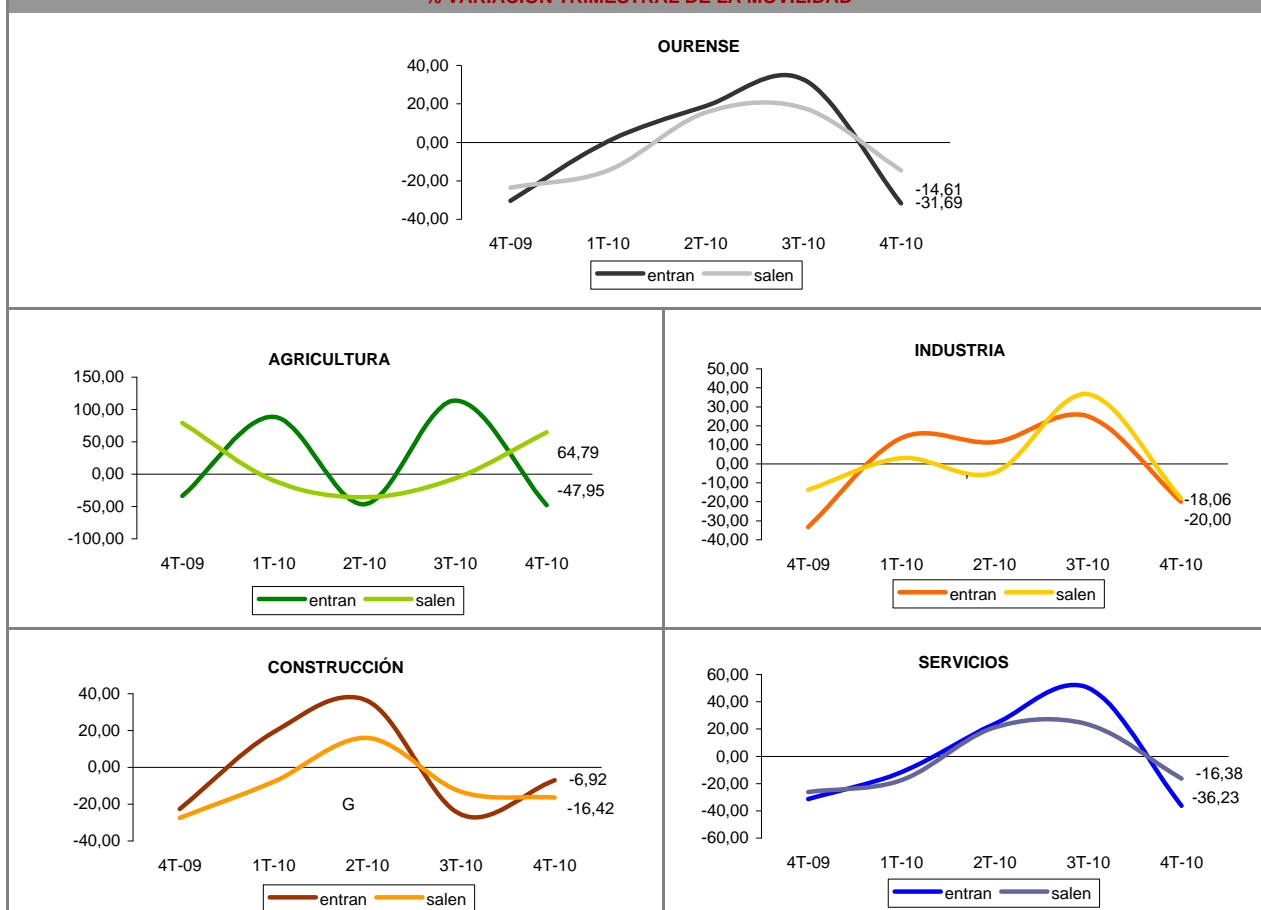 % VARIACIÓN TRIMESTRAL DE LA MOVILIDAD
OURENSE
40,00
20,00
0,00
-20,00
-40,00
-14,61
-31,69
4T-09 1T-10 2T-10 3T-10 4T-10
entran salen
AGRICULTURA
150,00
100,00
50,00
0,00
-50,00
-100,00
64,79
-47,95
4T-09 1T-10 2T-10 3T-10 4T-10
entran salen
INDUSTRIA
50,00
40,00
30,00
20,00
10,00
0,00
-10,00
-20,00
-30,00
-40,00
-18,06
-20,00
4T-09 1T-10 2T-10 3T-10 4T-10
entran salen
CONSTRUCCIÓN
40,00
20,00
0,00
-20,00
-40,00
-6,92
G
-16,42
4T-09 1T-10 2T-10 3T-10 4T-10
entran salen
SERVICIOS
60,00
40,00
20,00
0,00
-20,00
-40,00
-60,00
-16,38
-36,23
4T-09 1T-10 2T-10 3T-10 4T-10
entran salen